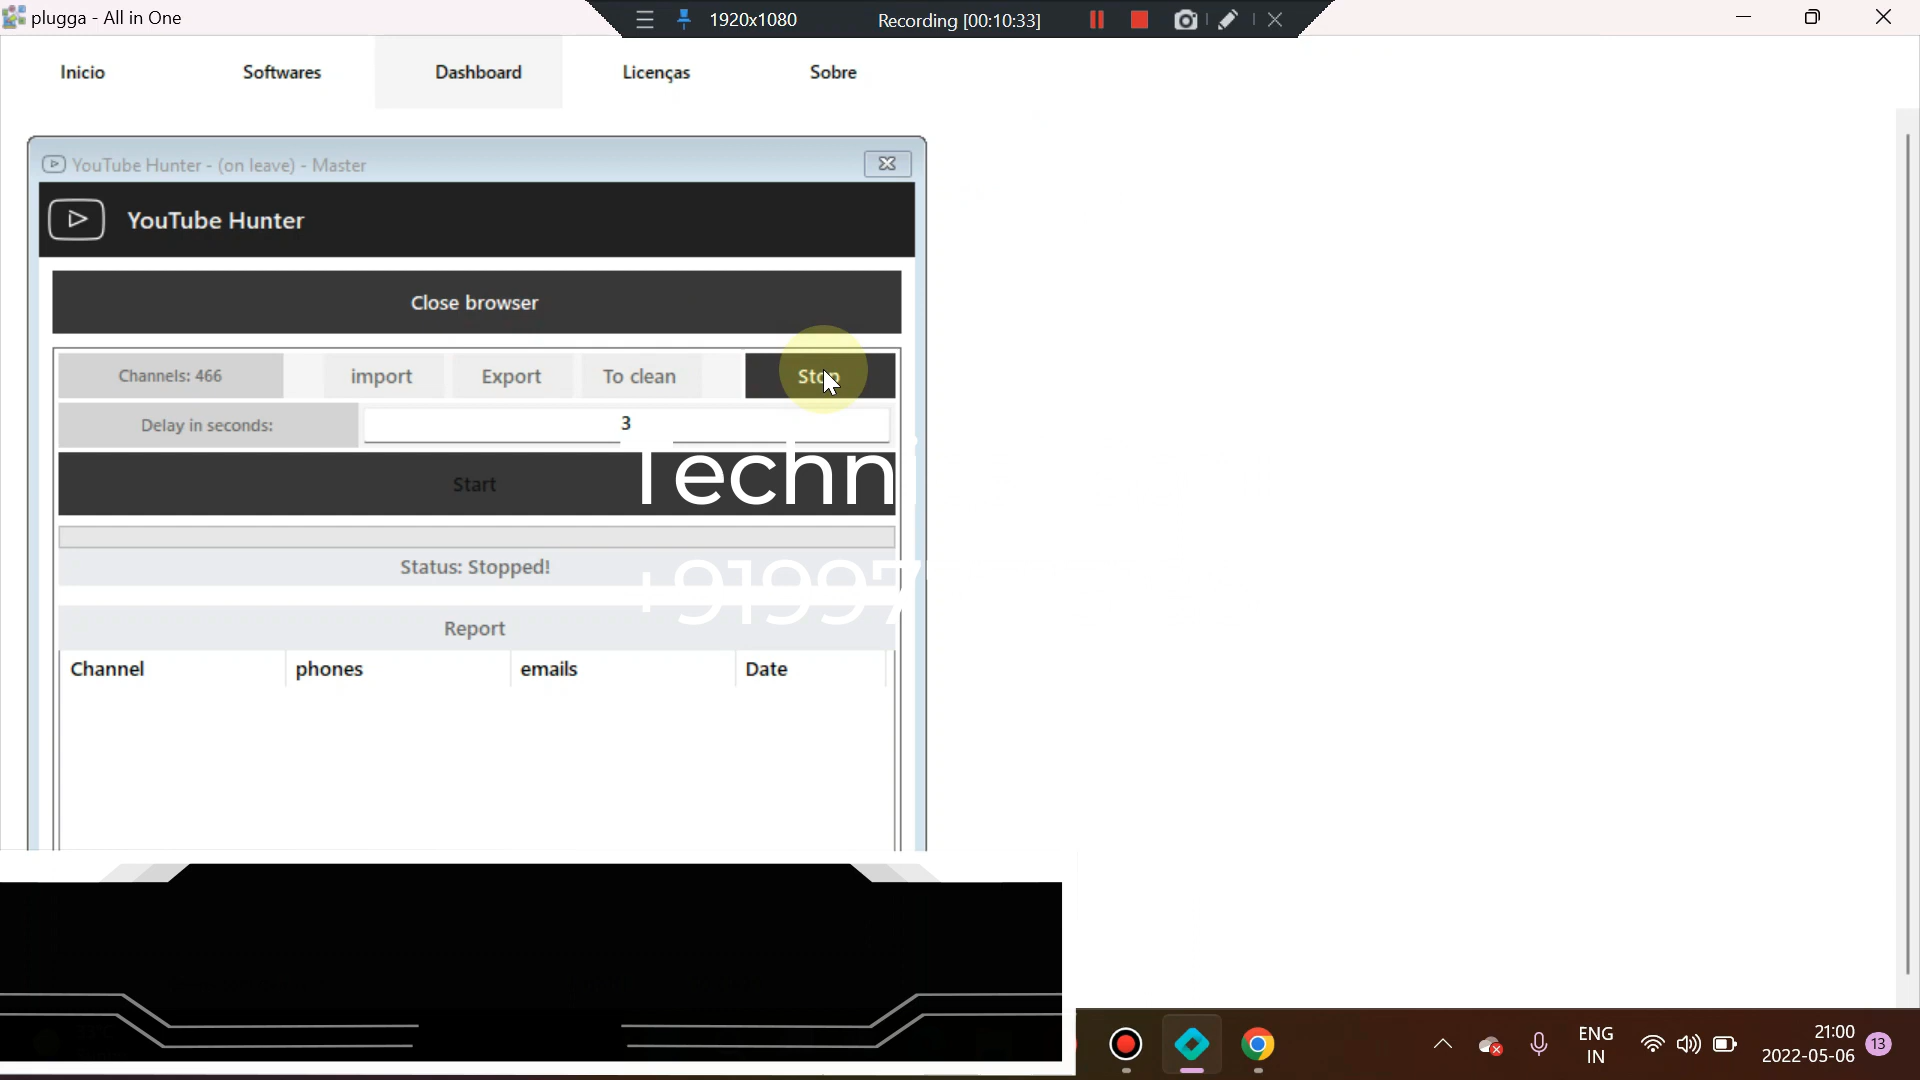 plugga - All in One
1920x1080
Recording [00:10:33]
Inicio
Softwares
Dashboard
Licenças
Sobre
YouTube Hunter - (on leave) - Master
YouTube Hunter
Close browser
Channels: 466
import
Export
To clean
Stop
Delay in seconds:
3
Start
Techni
+91997
Status: Stopped!
Report
Channel
phones
emails
Date
ENG
IN
21:00
2022-05-06
13